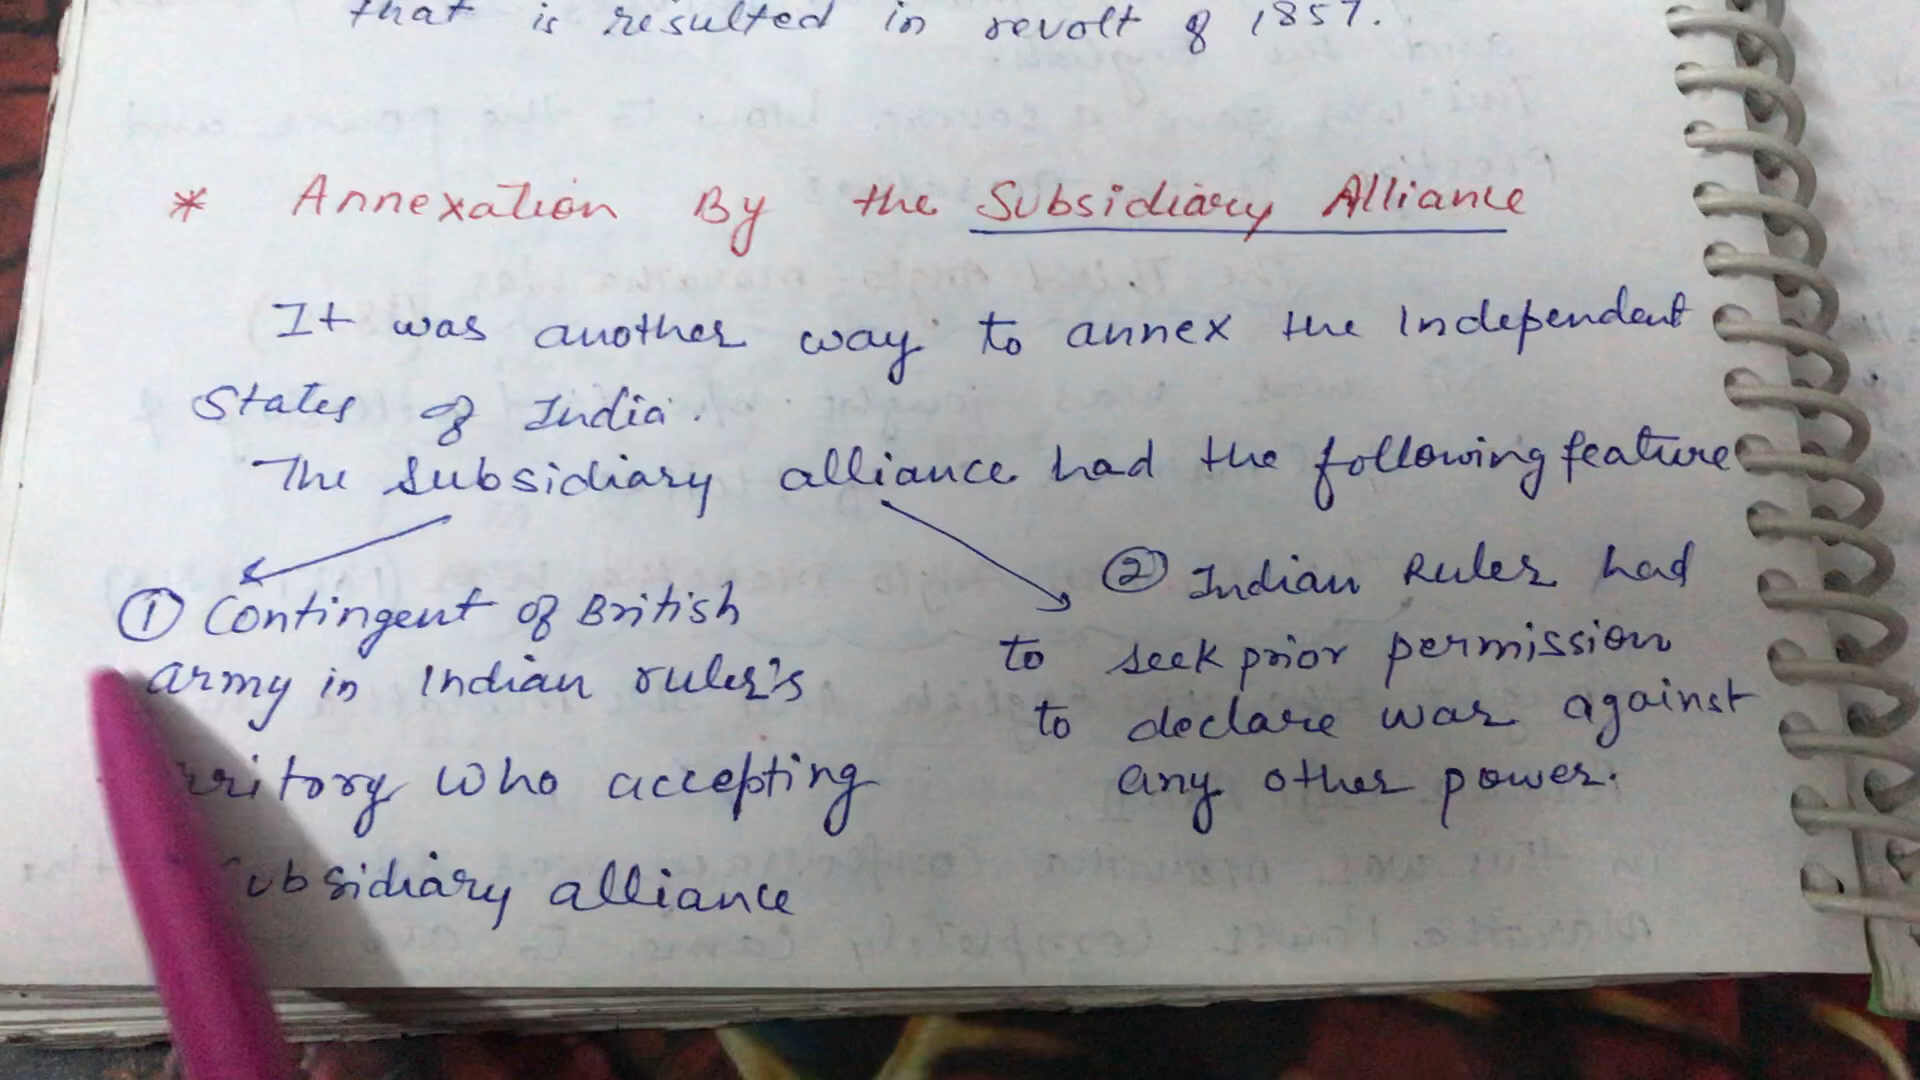 that is resulted in revolt of 1857.
* Annexation By the Subsidiary Alliance
It was another way to annex the Independent
States of India.
The Subsidiary alliance had the following feature
① Contingent of British
army in Indian ruler's
rritory who accepting
ubsidiary alliance
② Indian Ruler had
to seek prior permission
to declare war against
any other power.